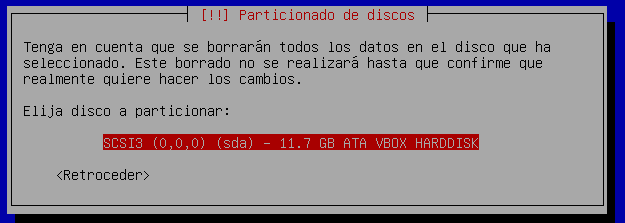 [!!] Particionado de discos
Tenga en cuenta que se borrarán todos los datos en el disco que ha
seleccionado. Este borrado no se realizará hasta que confirme que
realmente quiere hacer los cambios.
Elija disco a particionar:
SCSI3 (0,0,0) (sda) - 11.7 GB ATA VBOX HARDDISK
<Retroceder>